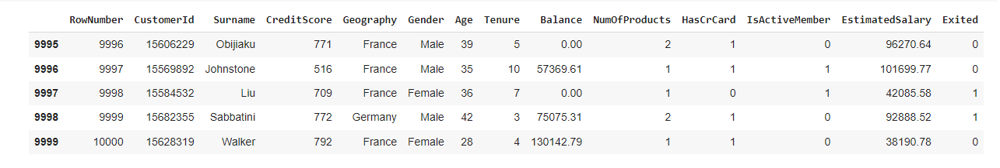 RowNumber CustomerId Surname CreditScore Geography Gender Age Tenure Balance NumOfProducts HasCrCard IsActiveMember EstimatedSalary Exited
9995 9996 15606229 Obijiaku 771 France Male 39 5 0.00 2 1 0 96270.64 0
9996 9997 15569892 Johnstone 516 France Male 35 10 57369.61 1 1 1 101699.77 0
9997 9998 15584532 Liu 709 France Female 36 7 0.00 1 0 1 42085.58 1
9998 9999 15682355 Sabbatini 772 Germany Male 42 3 75075.31 2 1 0 92888.52 1
9999 10000 15628319 Walker 792 France Female 28 4 130142.79 1 1 0 38190.78 0